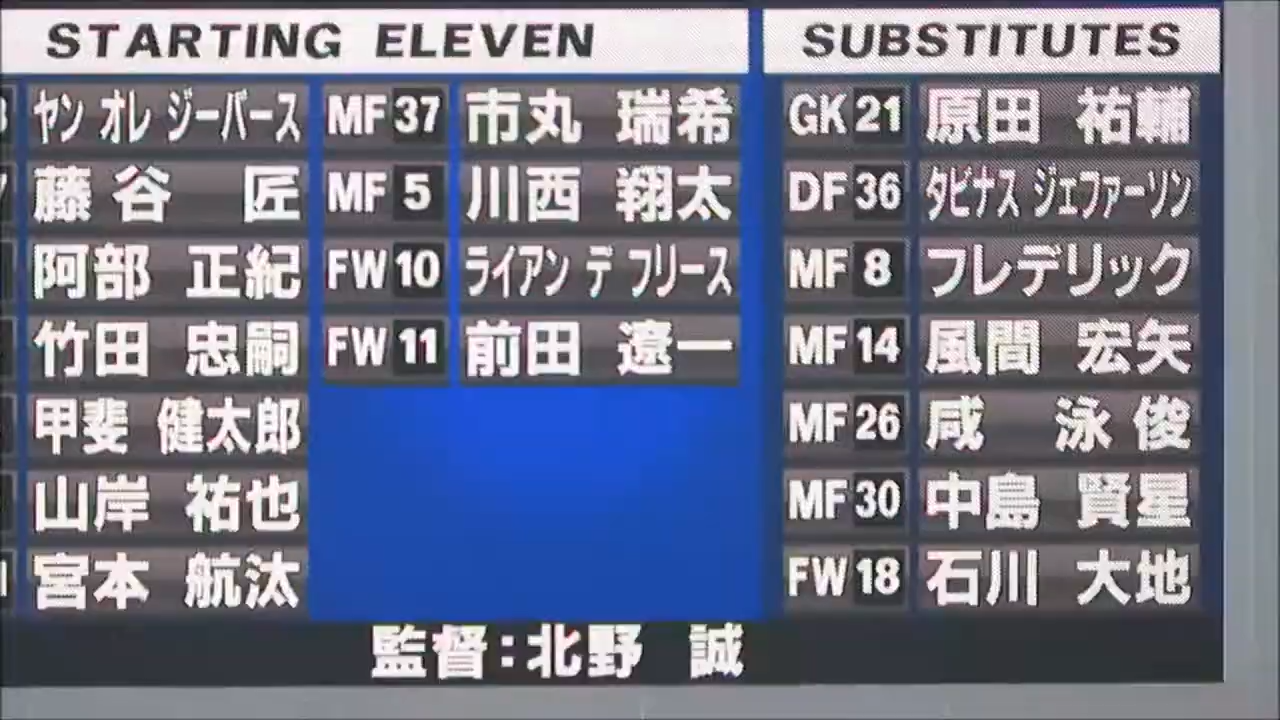 STARTING ELEVEN
ヤン オレ ジーバース
藤谷 匠
阿部 正紀
竹田 忠嗣
甲斐 健太郎
山岸 祐也
宮本 航汰
MF 37 市丸 瑞希
MF 5 川西 翔太
FW 10 ライアン デ フリース
FW 11 前田 遼一
SUBSTITUTES
GK 21 原田 祐輔
DF 36 タビナス ジェファーソン
MF 8 フレデリック
MF 14 風間 宏矢
MF 26 咸 泳俊
MF 30 中島 賢星
FW 18 石川 大地
監督:北野 誠